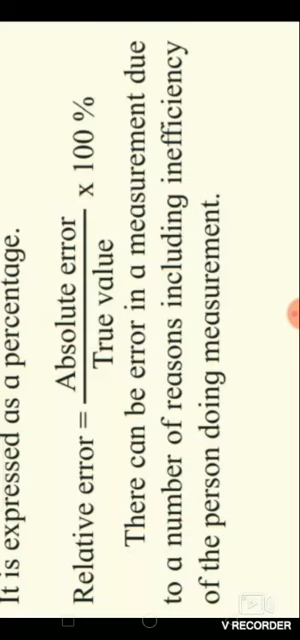 It is expressed as a percentage.
Relative error = Absolute error / True value x 100 %
There can be error in a measurement due
to a number of reasons including inefficiency
of the person doing measurement.
V RECORDER